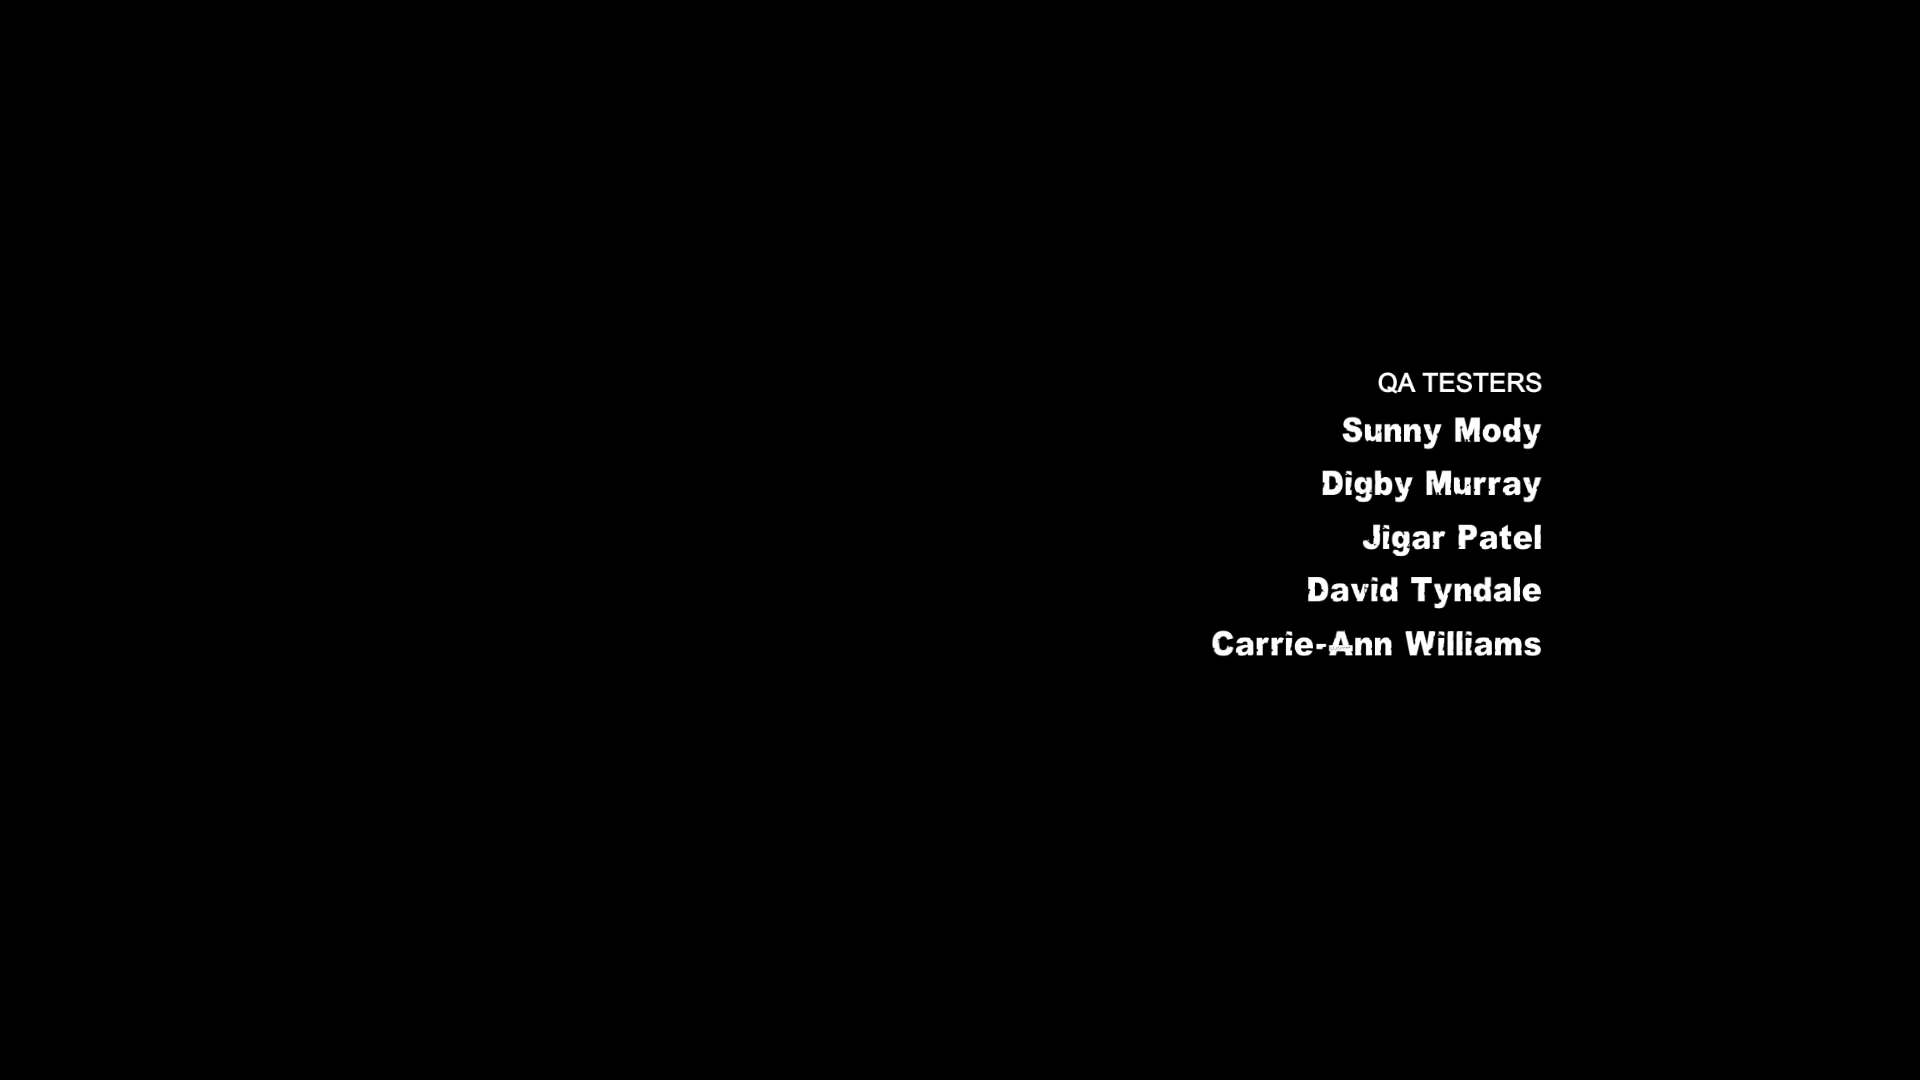 QA TESTERS
Sunny Mody
Digby Murray
Jigar Patel
David Tyndale
Carrie-Ann Williams